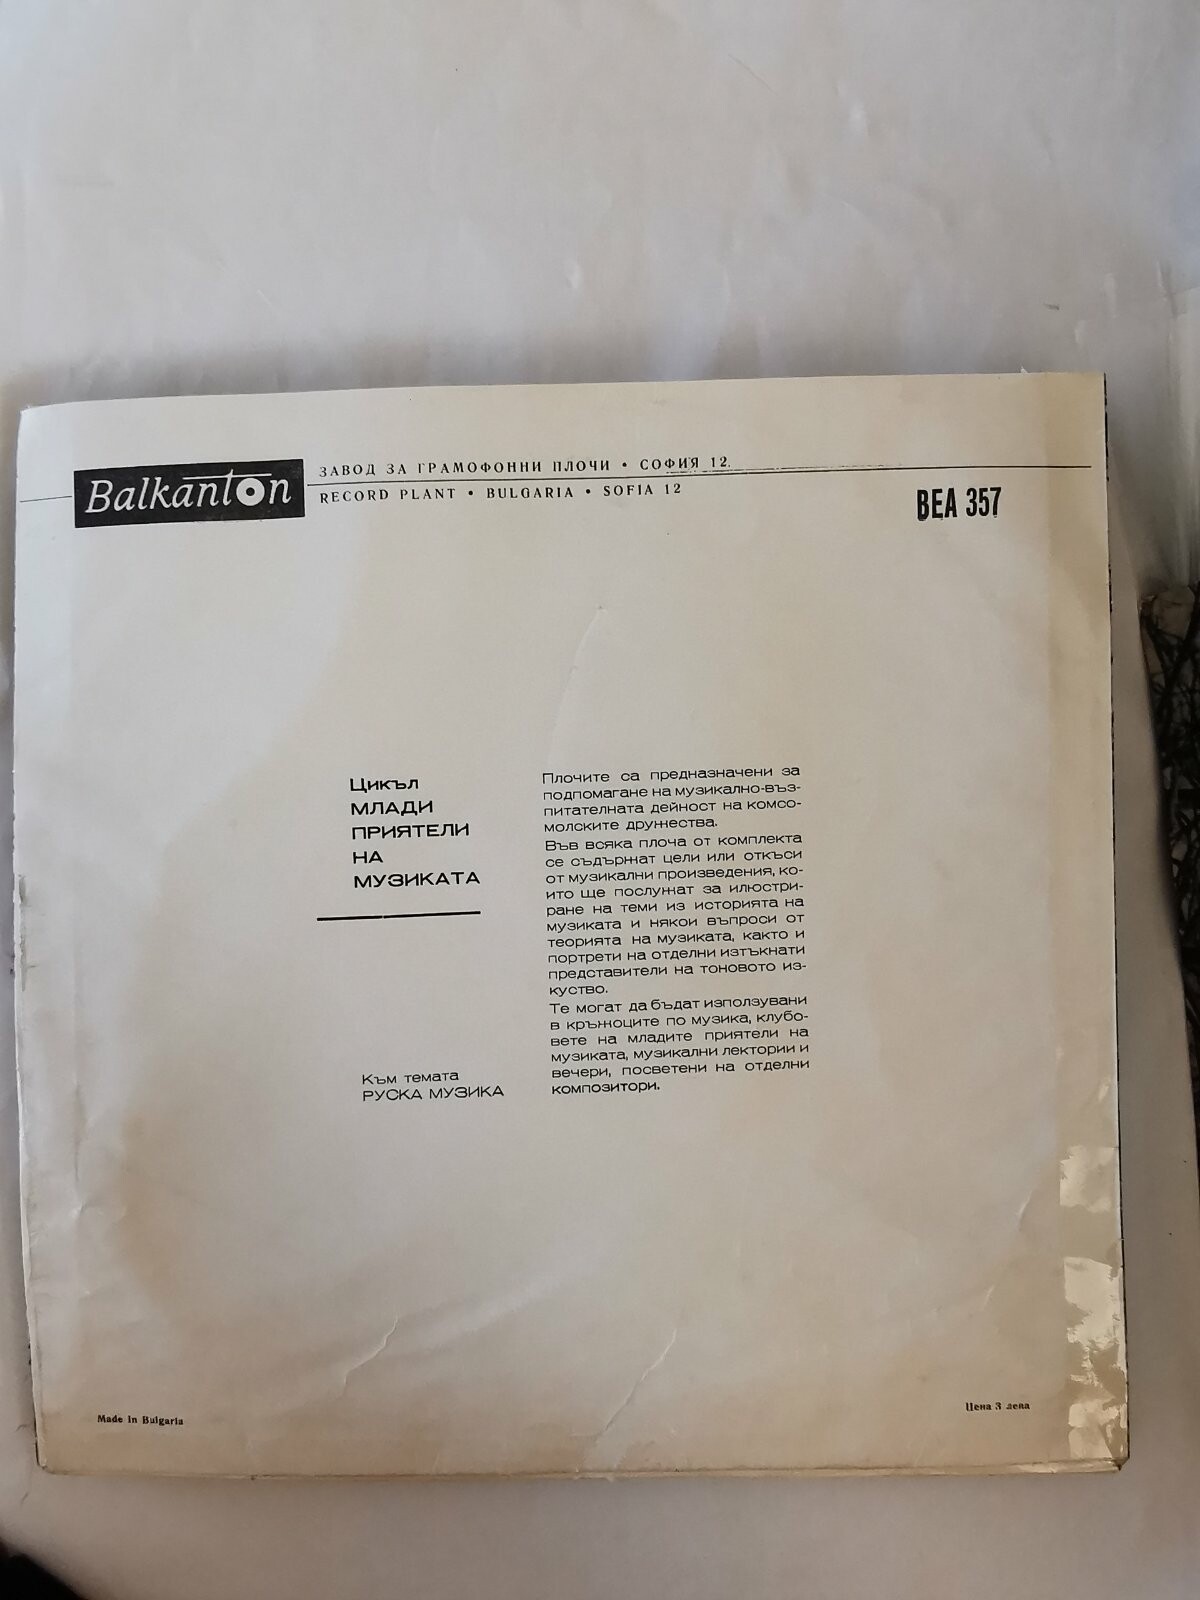 Balkanton
ЗАВОД ЗА ГРАМОФОННИ ПЛОЧИ • СОФИЯ 12.
RECORD PLANT • BULGARIA • SOFIA 12
ВЕА 357
Цикъл
МЛАДИ
ПРИЯТЕЛИ
НА
МУЗИКАТА
Към темата
РУСКА МУЗИКА
Плочите са предназначени за
подпомагане на музикално-въз-
питателната дейност на комсо-
молските дружества.
Във всяка плоча от комплекта
се съдържат цели или откъси
от музикални произведения, ко-
ито ще послужат за илюстри-
ране на теми из историята на
музиката и някои въпроси от
теорията на музиката, както и
портрети на отделни изтъкнати
представители на тоновото из-
куство.
Те могат да бъдат използувани
в кръжоците по музика, клубо-
вете на младите приятели на
музиката, музикални лектории и
вечери, посветени на отделни
композитори.
Made in Bulgaria
Цена 3 лева